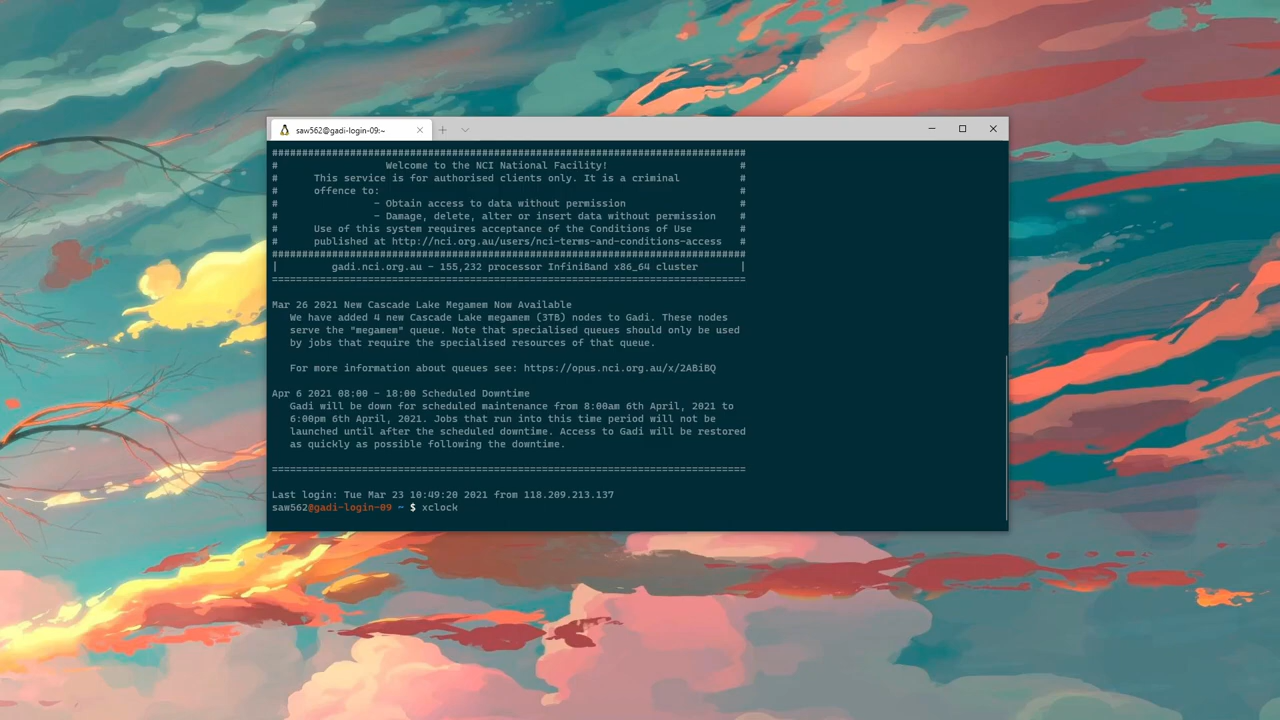 saw562@gadi-login-09:~
###############################################################################
#                  Welcome to the NCI National Facility!                      #
#      This service is for authorised clients only. It is a criminal          #
#      offence to:                                                            #
#                - Obtain access to data without permission                   #
#                - Damage, delete, alter or insert data without permission    #
#      Use of this system requires acceptance of the Conditions of Use        #
#      published at http://nci.org.au/users/nci-terms-and-conditions-access   #
###############################################################################
|         gadi.nci.org.au - 155,232 processor InfiniBand x86_64 cluster       |
===============================================================================
Mar 26 2021 New Cascade Lake Megamem Now Available
   We have added 4 new Cascade Lake megamem (3TB) nodes to Gadi. These nodes
   serve the "megamem" queue. Note that specialised queues should only be used
   by jobs that require the specialised resources of that queue.
   For more information about queues see: https://opus.nci.org.au/x/2ABiBQ
Apr 6 2021 08:00 - 18:00 Scheduled Downtime
   Gadi will be down for scheduled maintenance from 8:00am 6th April, 2021 to
   6:00pm 6th April, 2021. Jobs that run into this time period will not be
   launched until after the scheduled downtime. Access to Gadi will be restored
   as quickly as possible following the downtime.
===============================================================================
Last login: Tue Mar 23 10:49:20 2021 from 118.209.213.137
saw562@gadi-login-09 ~ $ xclock